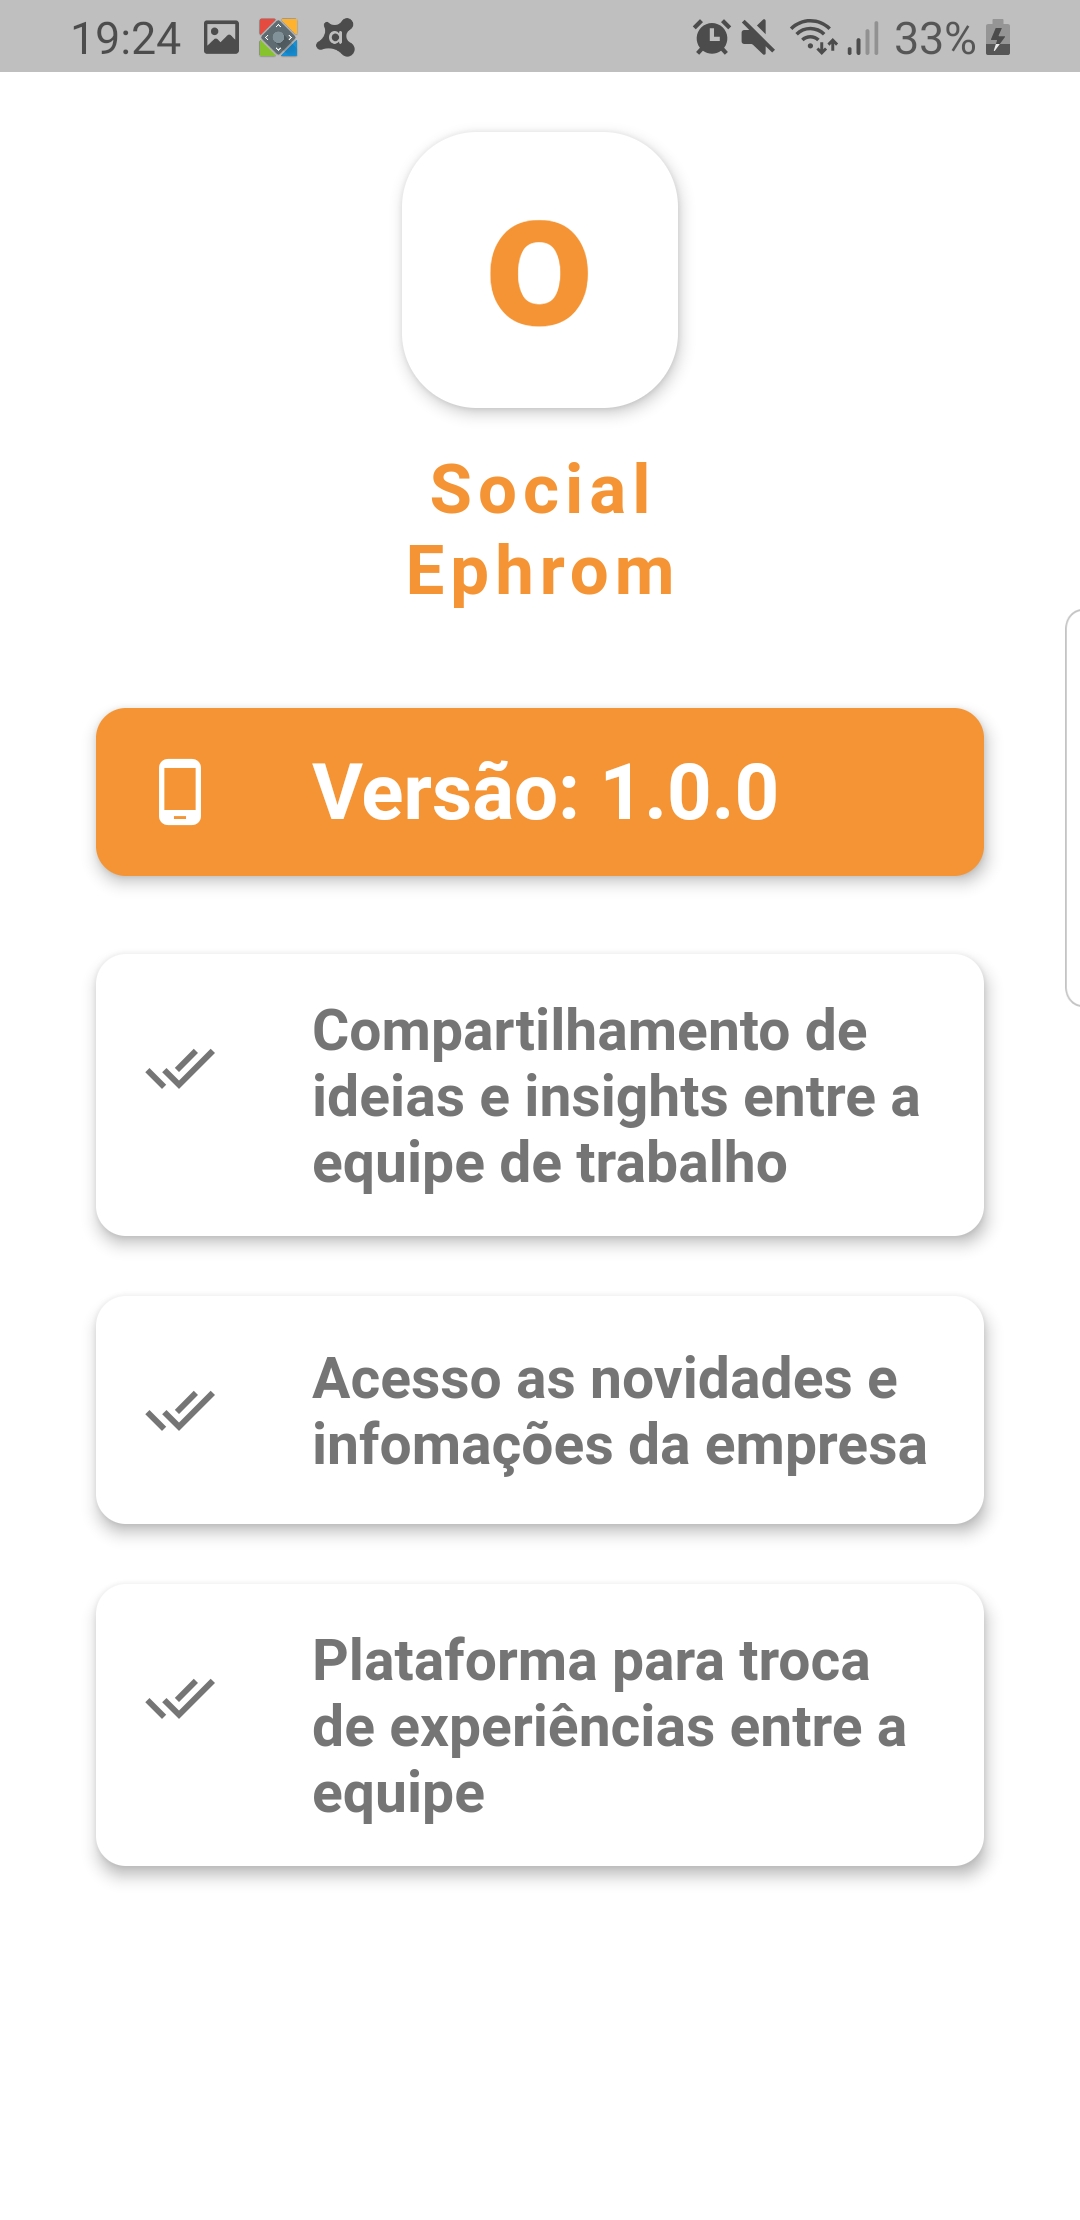 19:24
33%
O
Social
Ephrom
Versão: 1.0.0
Compartilhamento de
ideias e insights entre a
equipe de trabalho
Acesso as novidades e
infomações da empresa
Plataforma para troca
de experiências entre a
equipe